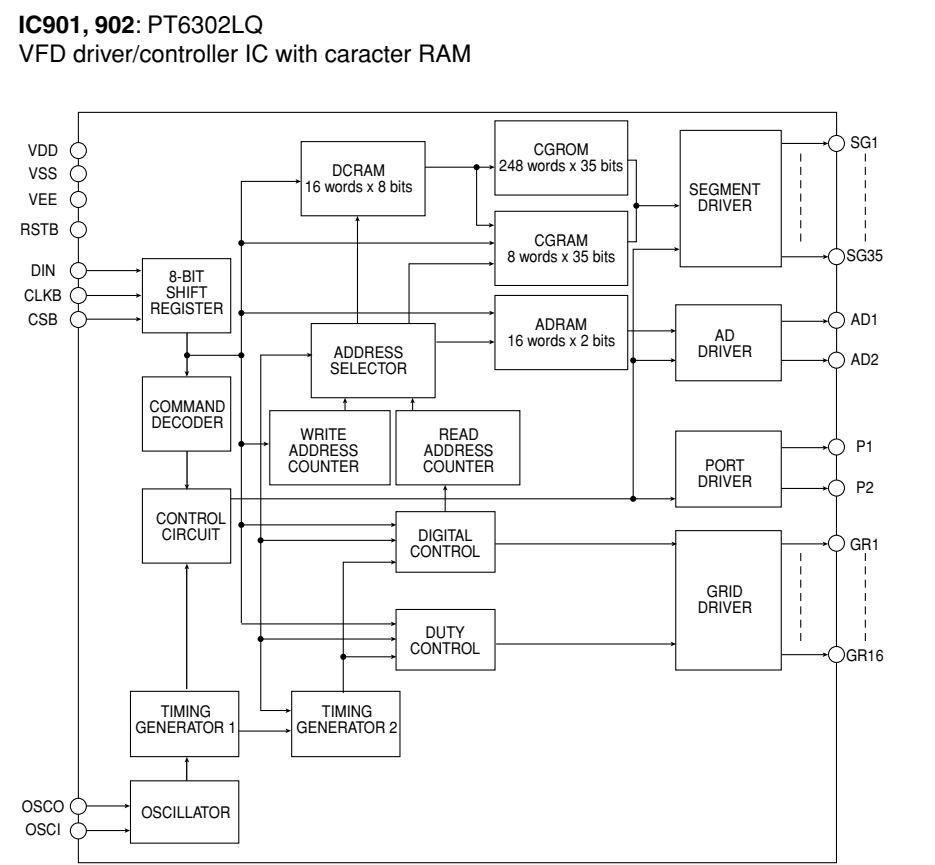 IC901, 902: PT6302LQ
VFD driver/controller IC with caracter RAM
VDD
VSS
VEE
RSTB
DIN
CLKB
CSB
8-BIT
SHIFT
REGISTER
COMMAND
DECODER
CONTROL
CIRCUIT
TIMING
GENERATOR 1
OSCILLATOR
OSCO
OSCI
DCRAM
16 words x 8 bits
ADDRESS
SELECTOR
WRITE
ADDRESS
COUNTER
READ
ADDRESS
COUNTER
DIGITAL
CONTROL
DUTY
CONTROL
TIMING
GENERATOR 2
CGROM
248 words x 35 bits
CGRAM
8 words x 35 bits
ADRAM
16 words x 2 bits
SEGMENT
DRIVER
AD
DRIVER
PORT
DRIVER
GRID
DRIVER
SG1
SG35
AD1
AD2
P1
P2
GR1
GR16